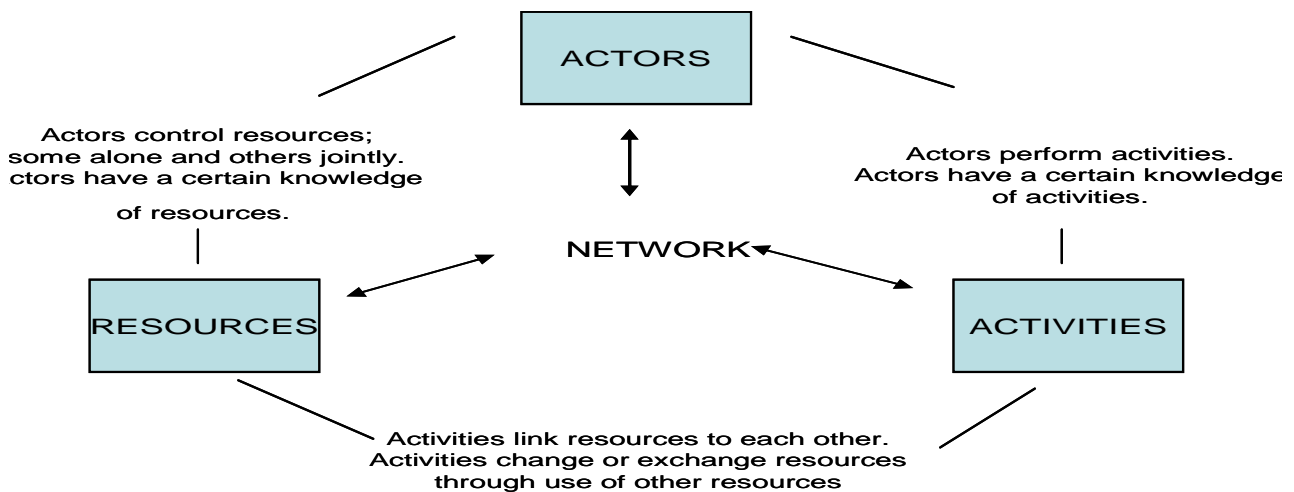 ACTORS
Actors control resources;
some alone and others jointly.
ctors have a certain knowledge
of resources.
Actors perform activities.
Actors have a certain knowledge
of activities.
NETWORK
RESOURCES
ACTIVITIES
Activities link resources to each other.
Activities change or exchange resources
through use of other resources